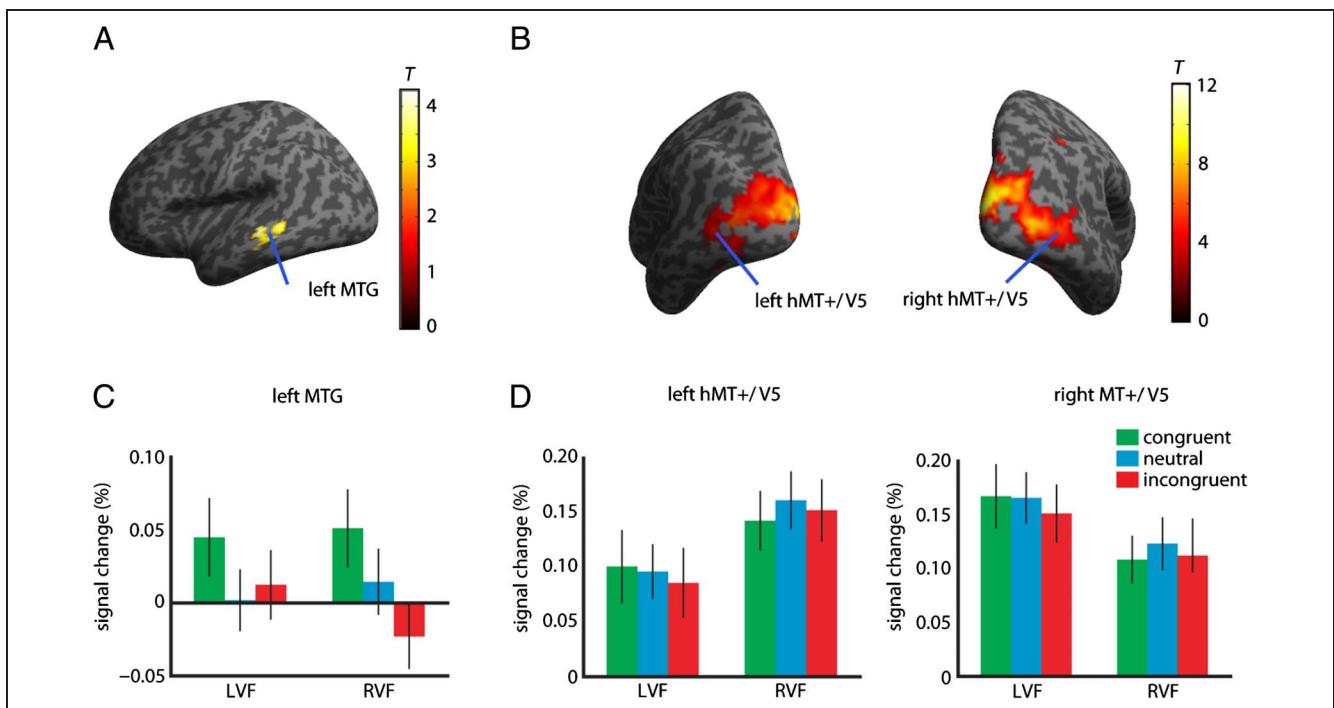 A
T
4
3
2
1
0
left MTG
B
left hMT+/V5
right hMT+/V5
T
12
8
4
0
C
left MTG
signal change (%)
0.10
0.05
0
−0.05
LVF
RVF
D
left hMT+/V5
signal change (%)
0.20
0.15
0.10
0.05
0
LVF
RVF
right MT+/V5
congruent
neutral
incongruent
signal change (%)
0.20
0.15
0.10
0.05
0
LVF
RVF